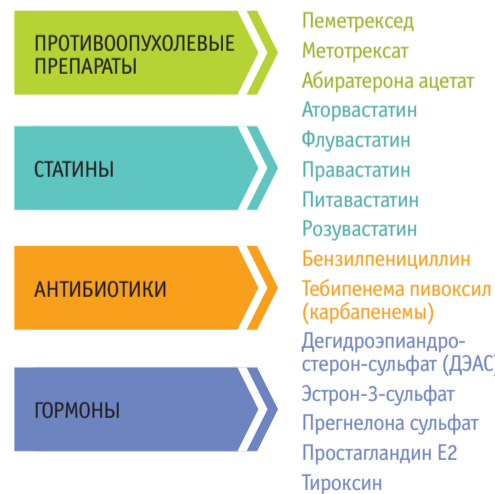 ПРОТИВООПУХОЛЕВЫЕ
ПРЕПАРАТЫ
Пеметрексед
Метотрексат
Абиратерона ацетат
СТАТИНЫ
Аторвастатин
Флувастатин
Правастатин
Питавастатин
Розувастатин
АНТИБИОТИКИ
Бензилпенициллин
Тебипенема пивоксил
(карбапенемы)
ГОРМОНЫ
Дегидроэпиандро-
стерон-сульфат (ДЭАС)
Эстрон-3-сульфат
Прегнелона сульфат
Простагландин Е2
Тироксин